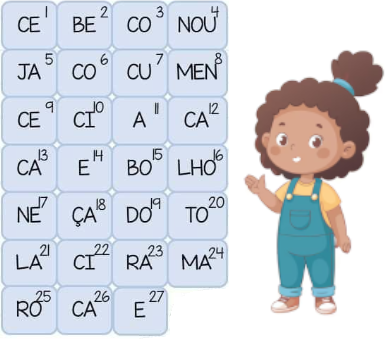 CE 1 BE 2 CO 3 NOU 4
JA 5 CO 6 CU 7 MEN 8
CE 9 CI 10 A 11 CA 12
CA 13 E 14 BO 15 LHO 16
NE 17 ÇA 18 DO 19 TO 20
LA 21 CI 22 RA 23 MA 24
RO 25 CA 26 E 27